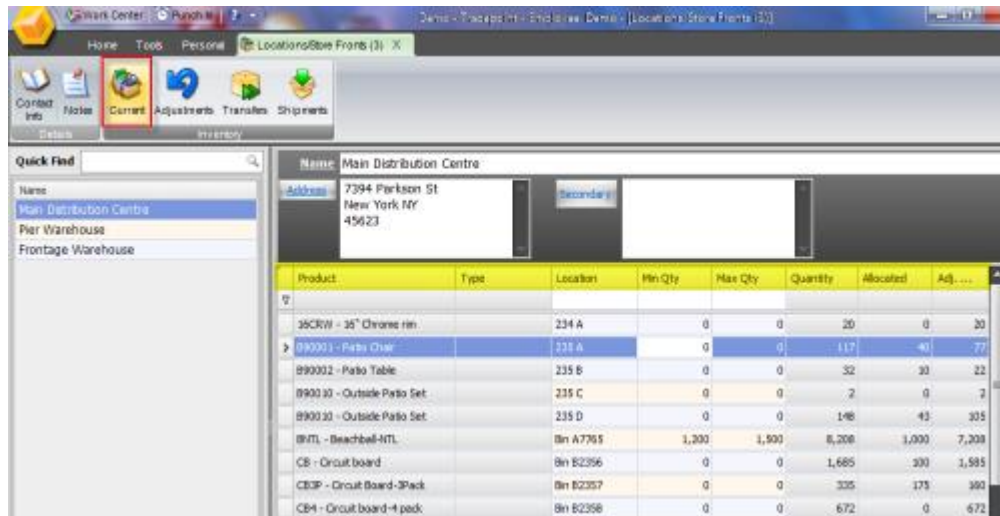 Work Center Punch In
Demo - Tracepoint - Enterprise Demo - [Locations/Store Fronts (3)]
Home Tools Personal Locations/Store Fronts (3) X
Contact Info Notes Current Adjustments Transfers Shipments
Details Inventory
Quick Find
Name
Main Distribution Centre
Pier Warehouse
Frontage Warehouse
Name Main Distribution Centre
Address 7394 Parkson St
New York NY
45623
Secondary
Product Type Location Min Qty Max Qty Quantity Allocated Adj. ...
16CRW - 16" Chrome rim 234 A 0 0 20 0 20
B90001 - Patio Chair 235 A 0 0 117 40 77
B90002 - Patio Table 235 B 0 0 32 10 22
B90010 - Outside Patio Set 235 C 0 0 2 0 2
B90010 - Outside Patio Set 235 D 0 0 148 43 105
BNTL - Beachball-NTL Bin A7765 1,200 1,500 8,208 1,000 7,208
CB - Circuit board Bin B2356 0 0 1,685 100 1,585
CB3P - Circuit Board-3Pack Bin B2357 0 0 335 175 160
CB4 - Circuit board-4 pack Bin B2358 0 0 672 0 672